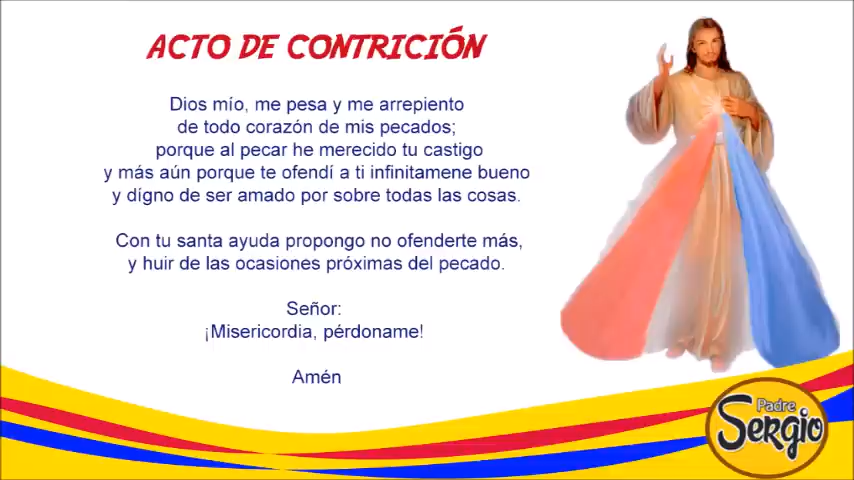 ACTO DE CONTRICIÓN
Dios mío, me pesa y me arrepiento
de todo corazón de mis pecados;
porque al pecar he merecido tu castigo
y más aún porque te ofendí a ti infinitamene bueno
y dígno de ser amado por sobre todas las cosas.
Con tu santa ayuda propongo no ofenderte más,
y huir de las ocasiones próximas del pecado.
Señor:
¡Misericordia, pérdoname!
Amén
Padre
Sergio